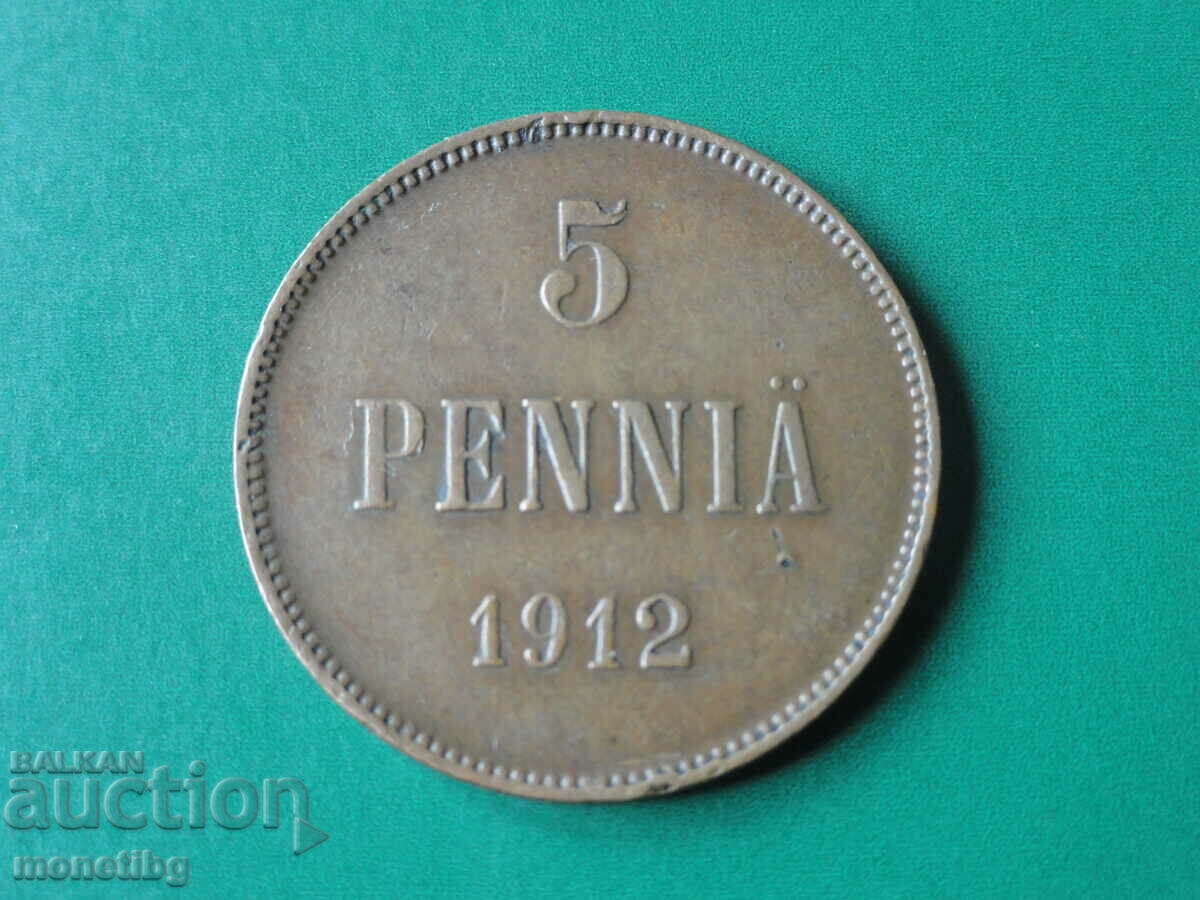 5
PENNIÄ
1912
BALKAN
auction
monetibg